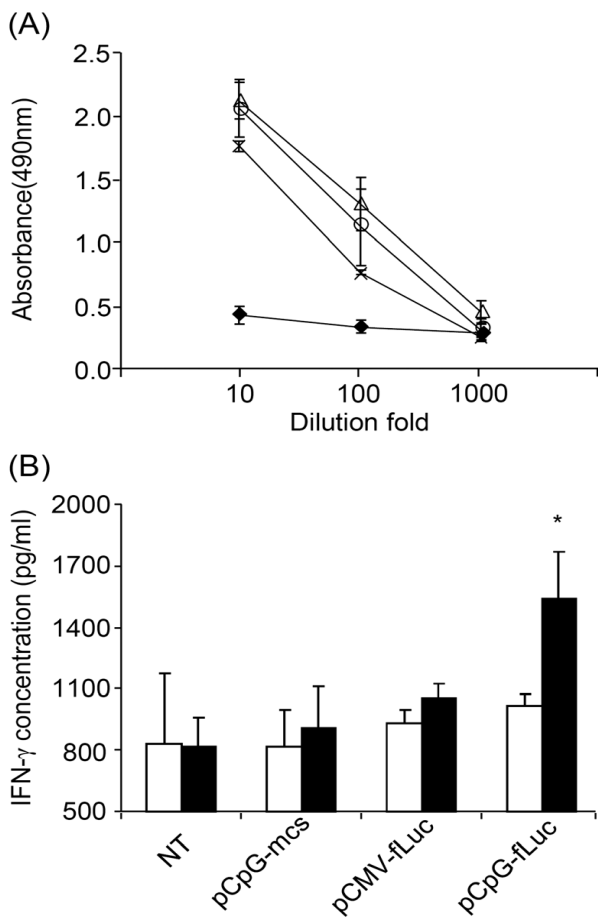 (A)
Absorbance(490nm)
2.5
2.0
1.5
1.0
0.5
0.0
10 100 1000
Dilution fold
(B)
IFN-γ concentration (pg/ml)
2000
1700
1400
1100
800
500
*
NT pCpG-mcs pCMV-fLuc pCpG-fLuc